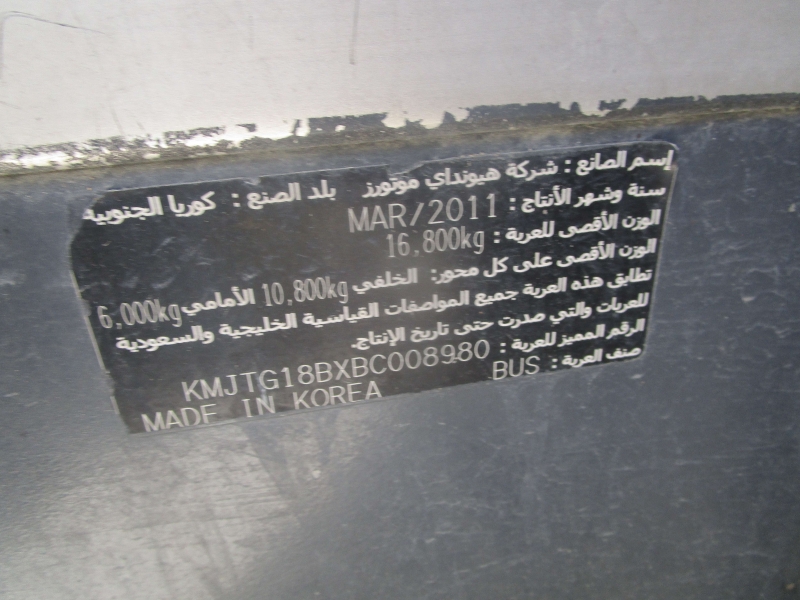 إسم الصانع : شركة هيونداي موتورز بلد الصنع : كوريا الجنوبية
سنة وشهر الأنتاج : MAR/2011
الوزن الأقصى للعربة : 16,800kg
الوزن الأقصى على كل محور: الخلفي 10,800kg الأمامي 6,000kg
تطابق هذه العربة جميع المواصفات القياسية الخليجية والسعودية
للعربات والتي صدرت حتى تاريخ الإنتاج.
الرقم المميز للعربة : KMJTG18BXBC008980
صنف العربة : BUS
MADE IN KOREA